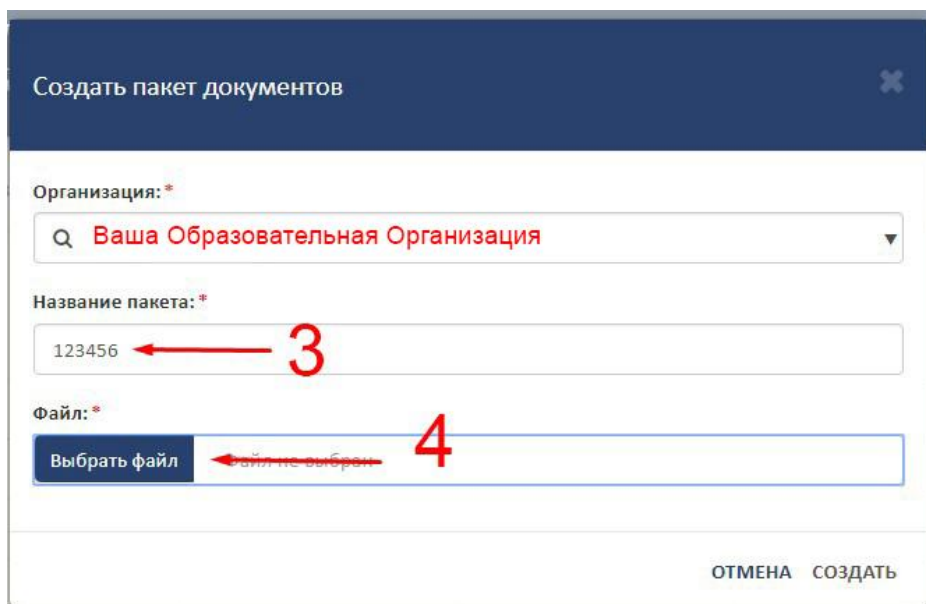 Создать пакет документов
Организация: *
Ваша Образовательная Организация
Название пакета: *
123456 3
Файл: *
Выбрать файл Файл не выбран 4
ОТМЕНА СОЗДАТЬ